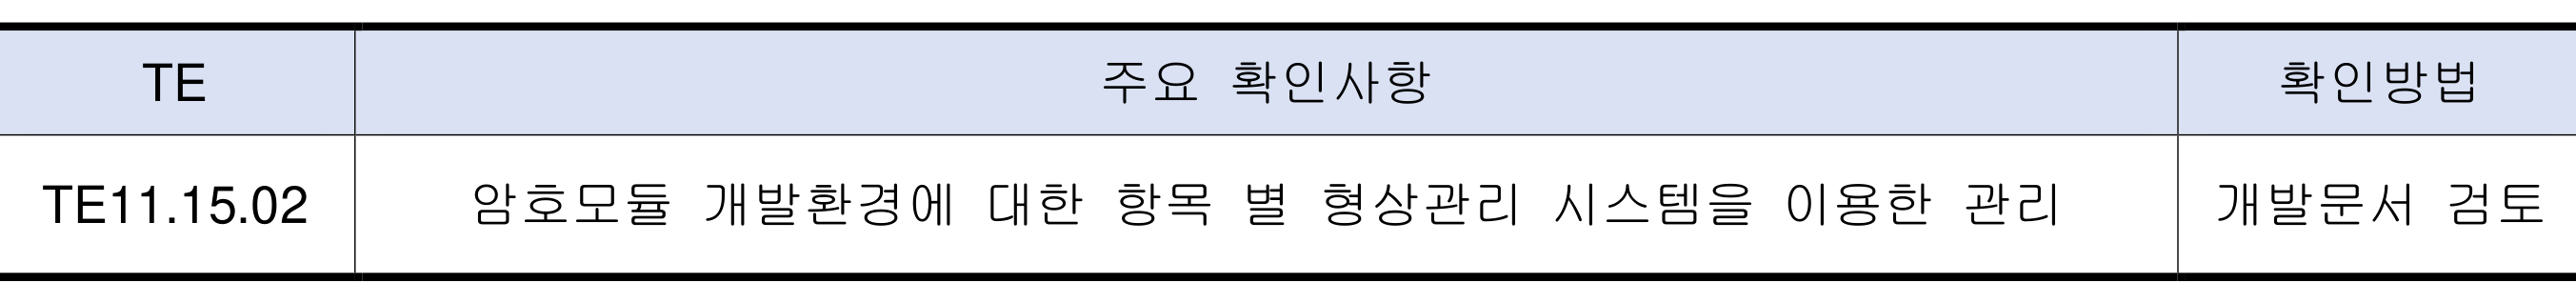 TE 주요 확인사항 확인방법
TE11.15.02 암호모듈 개발환경에 대한 항목 별 형상관리 시스템을 이용한 관리 개발문서 검토